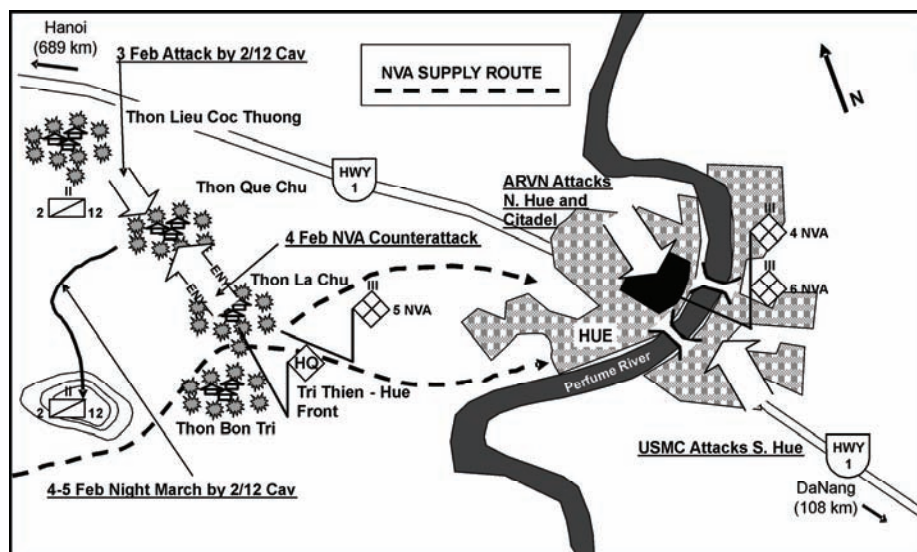 Hanoi
(689 km)
3 Feb Attack by 2/12 Cav
NVA SUPPLY ROUTE
N
Thon Lieu Coc Thuong
HWY
1
II
2 12
Thon Que Chu
ARVN Attacks
N. Hue and
Citadel
III
4 NVA
4 Feb NVA Counterattack
ENY
ENY
Thon La Chu
III
5 NVA
III
6 NVA
HUE
HQ
Tri Thien - Hue
Front
Perfume River
II
2 12
Thon Bon Tri
USMC Attacks S. Hue
HWY
1
4-5 Feb Night March by 2/12 Cav
DaNang
(108 km)